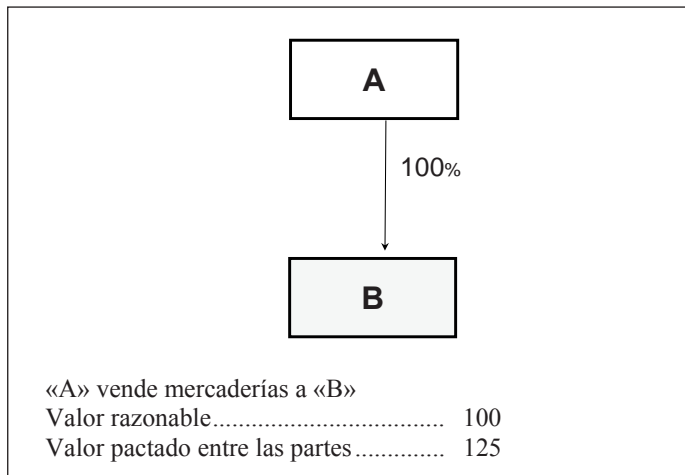 A
100%
B
«A» vende mercaderías a «B»
Valor razonable.................................... 100
Valor pactado entre las partes.............. 125